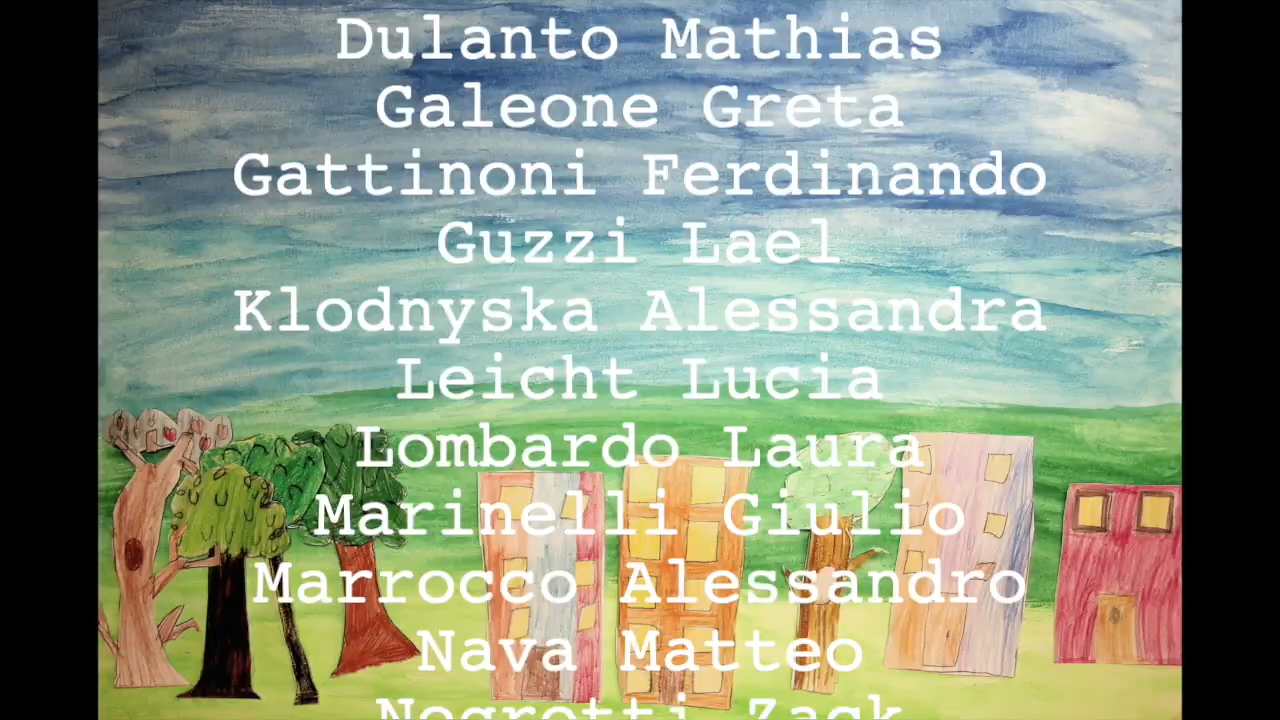 Dulanto Mathias
Galeone Greta
Gattinoni Ferdinando
Guzzi Lael
Klodnyska Alessandra
Leicht Lucia
Lombardo Laura
Marinelli Giulio
Marrocco Alessandro
Nava Matteo
Zack